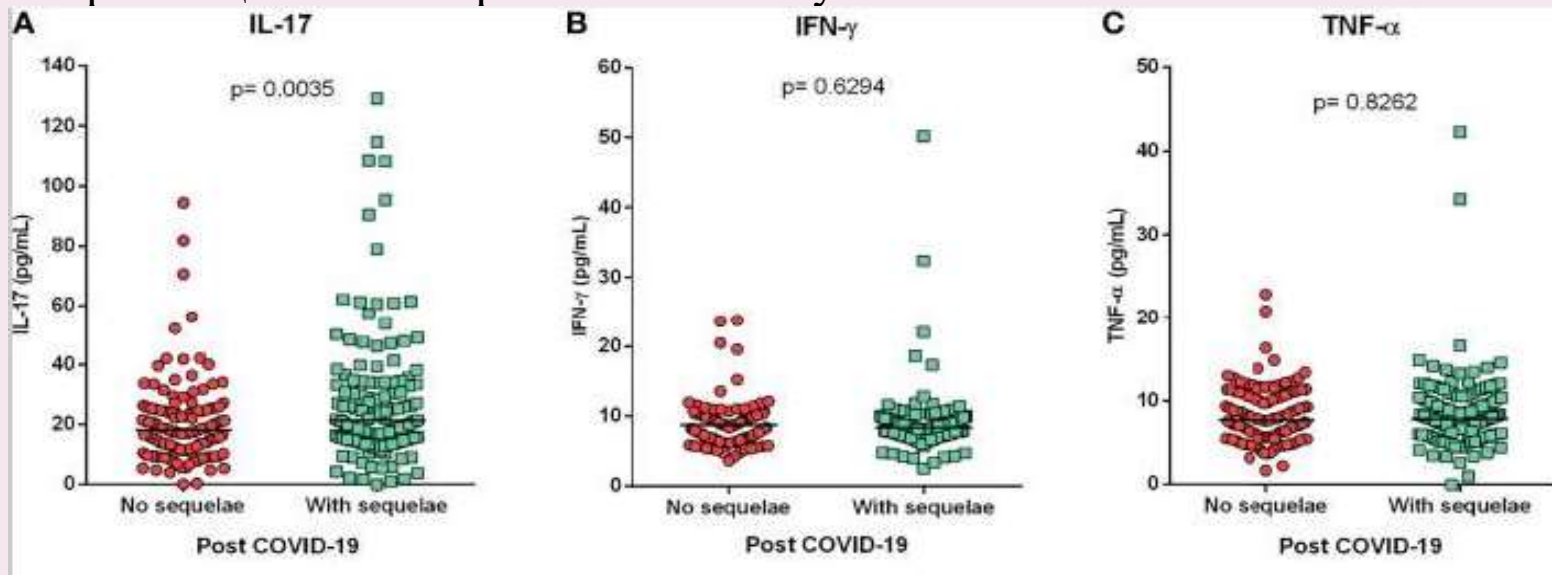 A
IL-17
p= 0.0035
140
120
100
80
60
40
20
0
IL-17 (pg/mL)
No sequelae
With sequelae
Post COVID-19
B
IFN-γ
p= 0.6294
60
50
40
30
20
10
0
IFN-γ (pg/mL)
No sequelae
With sequelae
Post COVID-19
C
TNF-α
p= 0.8262
50
40
30
20
10
0
TNF-α (pg/mL)
No sequelae
With sequelae
Post COVID-19